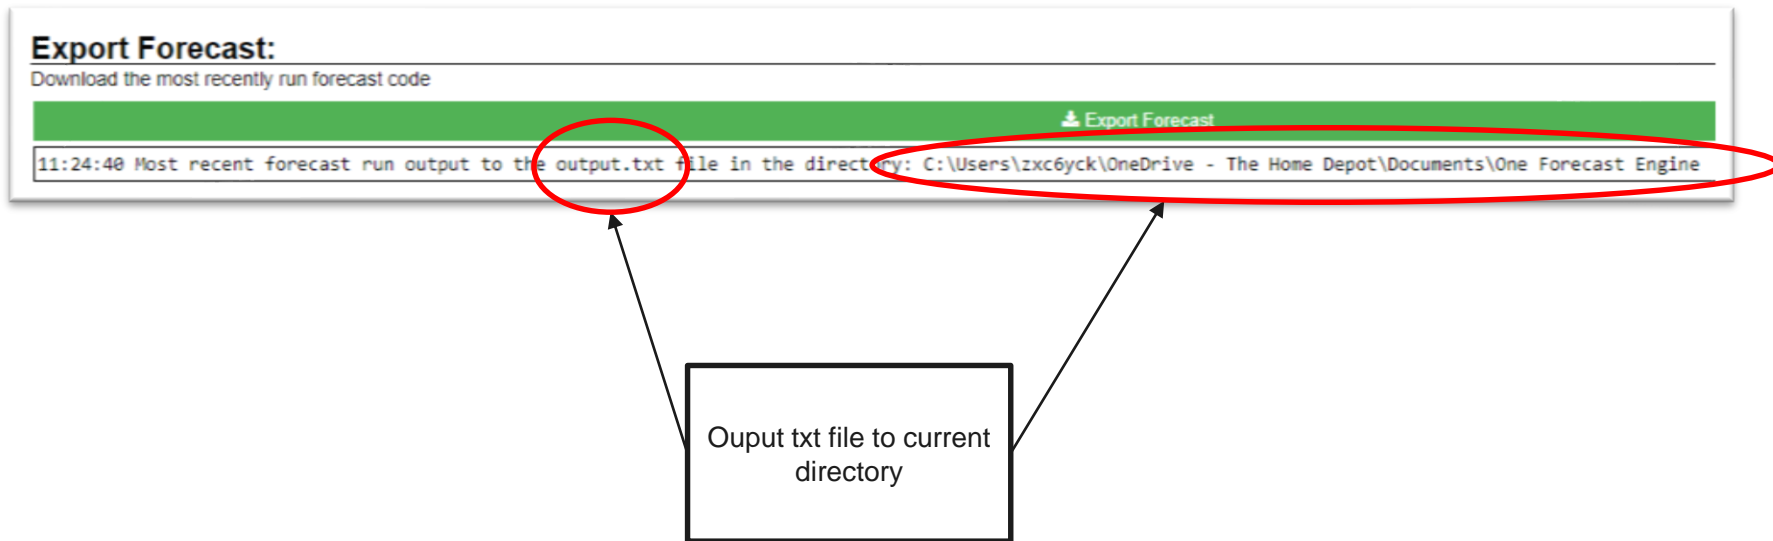 Export Forecast:
Download the most recently run forecast code
Export Forecast
11:24:40 Most recent forecast run output to the output.txt file in the directory: C:\Users\zxc6yck\OneDrive - The Home Depot\Documents\One Forecast Engine
Ouput txt file to current
directory